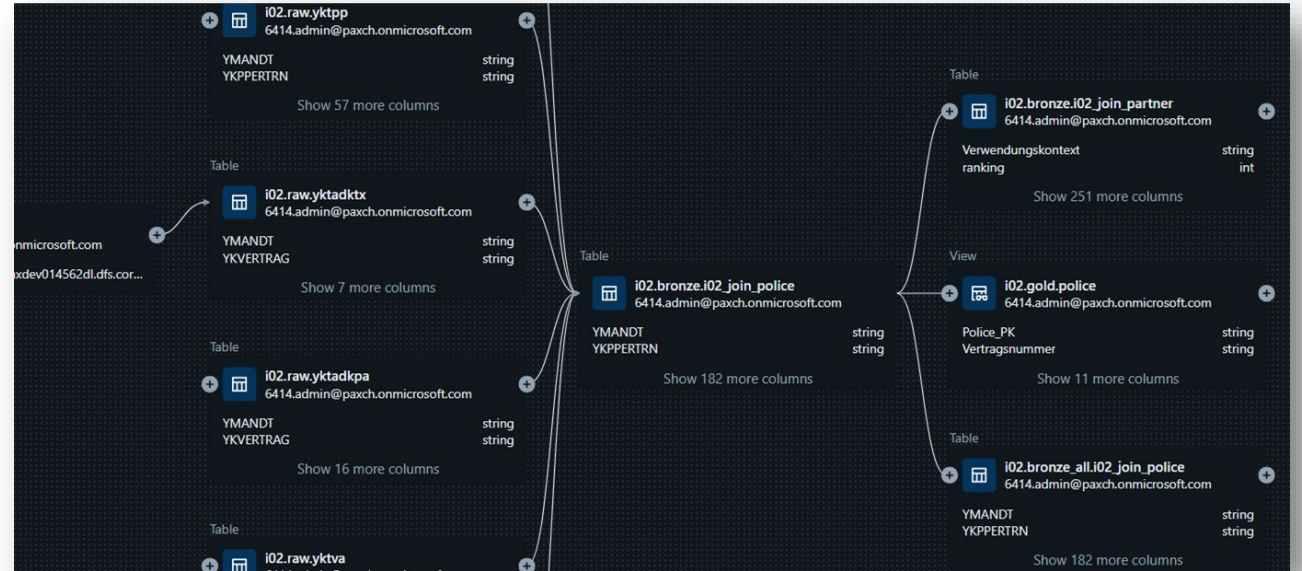 i02.raw.yktpp
6414.admin@paxch.onmicrosoft.com
YMANDT string
YKPPERTRN string
Show 57 more columns
Table
i02.raw.yktadktx
6414.admin@paxch.onmicrosoft.com
YMANDT string
YKVERTRAG string
Show 7 more columns
onmicrosoft.com
xdev014562dl.dfs.cor...
Table
i02.raw.yktadkpa
6414.admin@paxch.onmicrosoft.com
YMANDT string
YKVERTRAG string
Show 16 more columns
Table
i02.raw.yktva
Table
i02.bronze.i02_join_police
6414.admin@paxch.onmicrosoft.com
YMANDT string
YKPPERTRN string
Show 182 more columns
Table
i02.bronze.i02_join_partner
6414.admin@paxch.onmicrosoft.com
Verwendungskontext string
ranking int
Show 251 more columns
View
i02.gold.police
6414.admin@paxch.onmicrosoft.com
Police_PK string
Vertragsnummer string
Show 11 more columns
Table
i02.bronze_all.i02_join_police
6414.admin@paxch.onmicrosoft.com
YMANDT string
YKPPERTRN string
Show 182 more columns